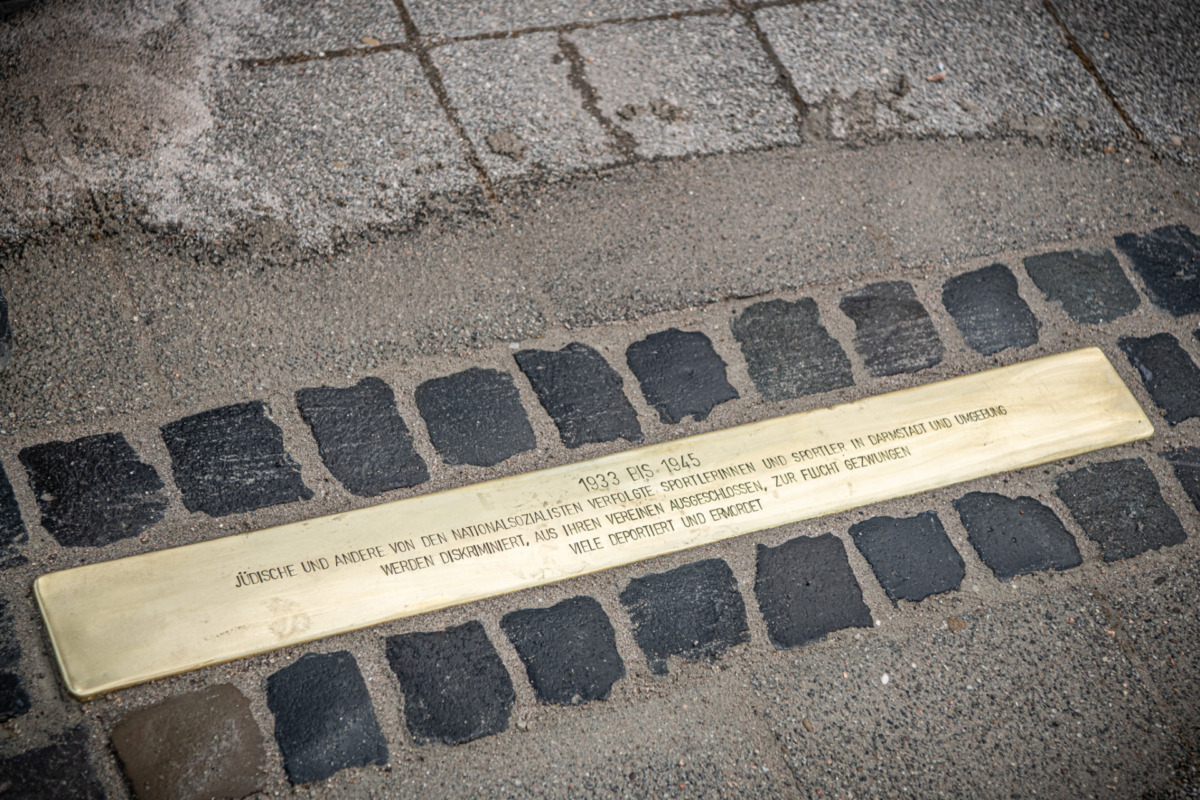 1933 BIS 1945
JÜDISCHE UND ANDERE VON DEN NATIONALSOZIALISTEN VERFOLGTE SPORTLERINNEN UND SPORTLER IN DARMSTADT UND UMGEBUNG
WERDEN DISKRIMINIERT, AUS IHREN VEREINEN AUSGESCHLOSSEN, ZUR FLUCHT GEZWUNGEN
VIELE DEPORTIERT UND ERMORDET